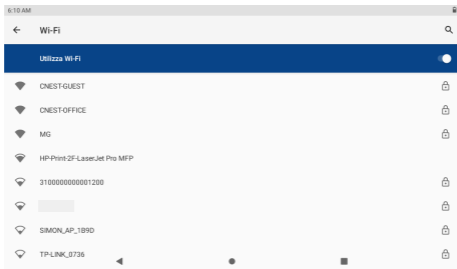 6:10 AM
Wi-Fi
Utilizza Wi-Fi
CNEST-GUEST
CNEST-OFFICE
MG
HP-Print-2F-LaserJet Pro MFP
3100000000001200
SIMON_AP_1B9D
TP-LINK_0736